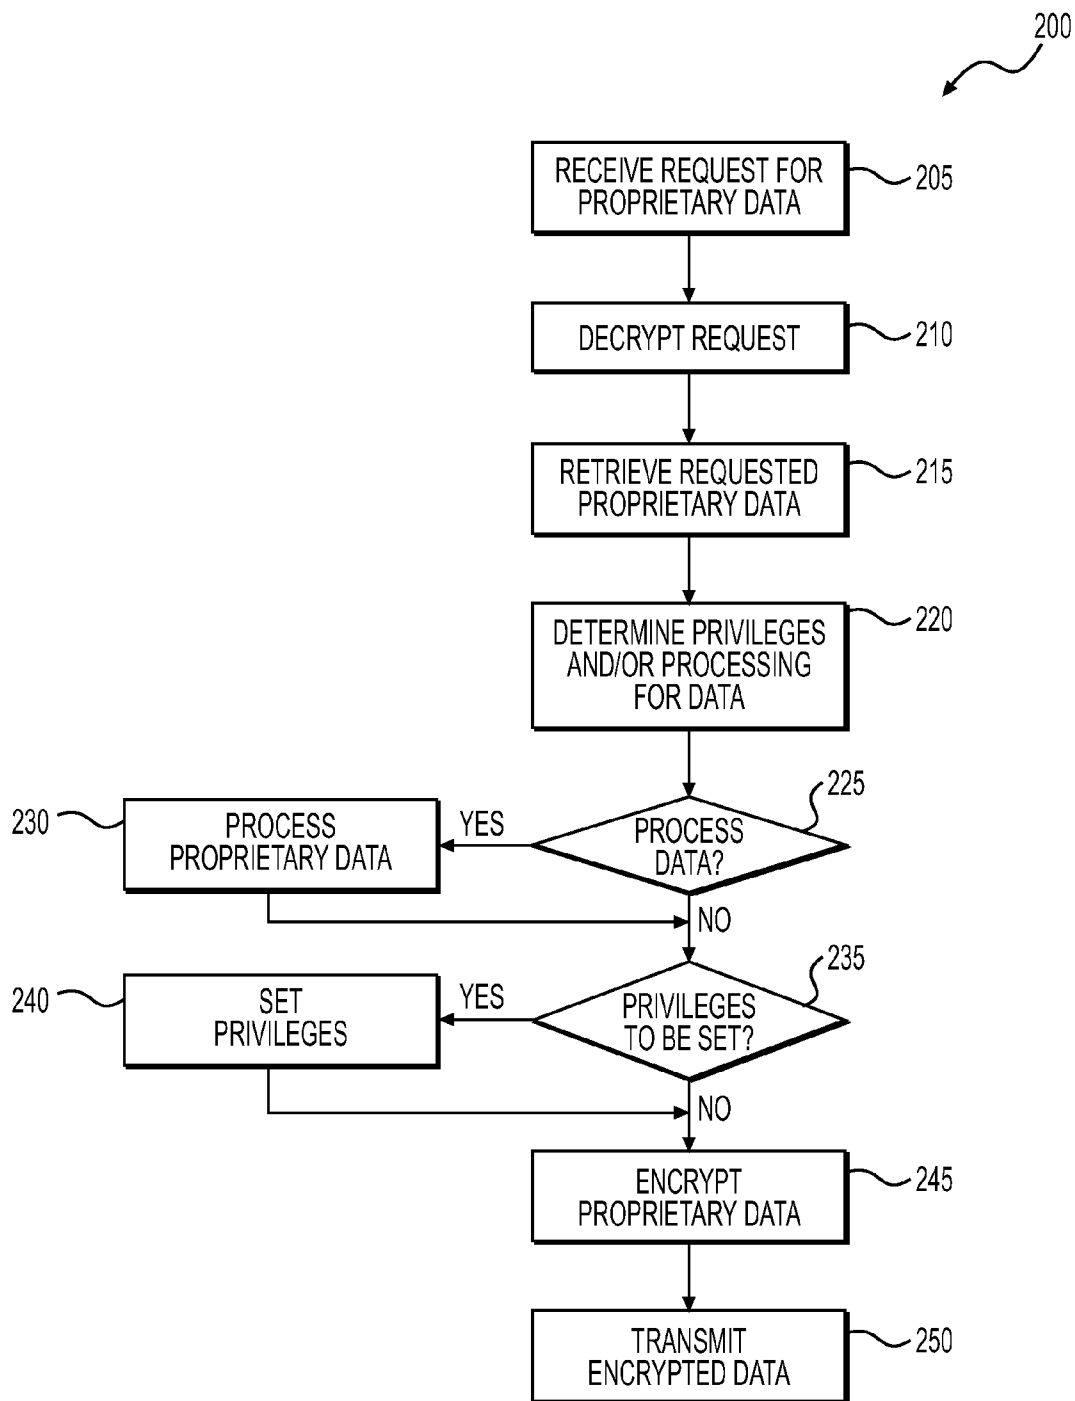 200
RECEIVE REQUEST FOR
PROPRIETARY DATA
205
DECRYPT REQUEST
210
RETRIEVE REQUESTED
PROPRIETARY DATA
215
DETERMINE PRIVILEGES
AND/OR PROCESSING
FOR DATA
220
225
PROCESS
DATA?
YES
230
PROCESS
PROPRIETARY DATA
NO
235
PRIVILEGES
TO BE SET?
YES
240
SET
PRIVILEGES
NO
ENCRYPT
PROPRIETARY DATA
245
TRANSMIT
ENCRYPTED DATA
250